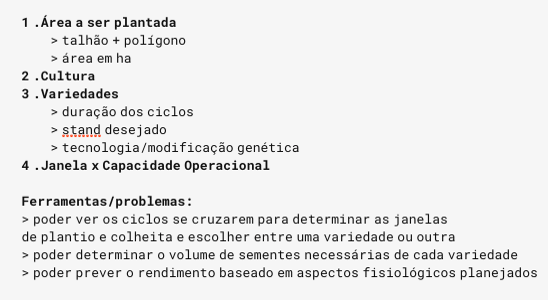 1 .Área a ser plantada
> talhão + polígono
> área em ha
2 .Cultura
3 .Variedades
> duração dos ciclos
> stand desejado
> tecnologia/modificação genética
4 .Janela x Capacidade Operacional
Ferramentas/problemas:
> poder ver os ciclos se cruzarem para determinar as janelas
de plantio e colheita e escolher entre uma variedade ou outra
> poder determinar o volume de sementes necessárias de cada variedade
> poder prever o rendimento baseado em aspectos fisiológicos planejados